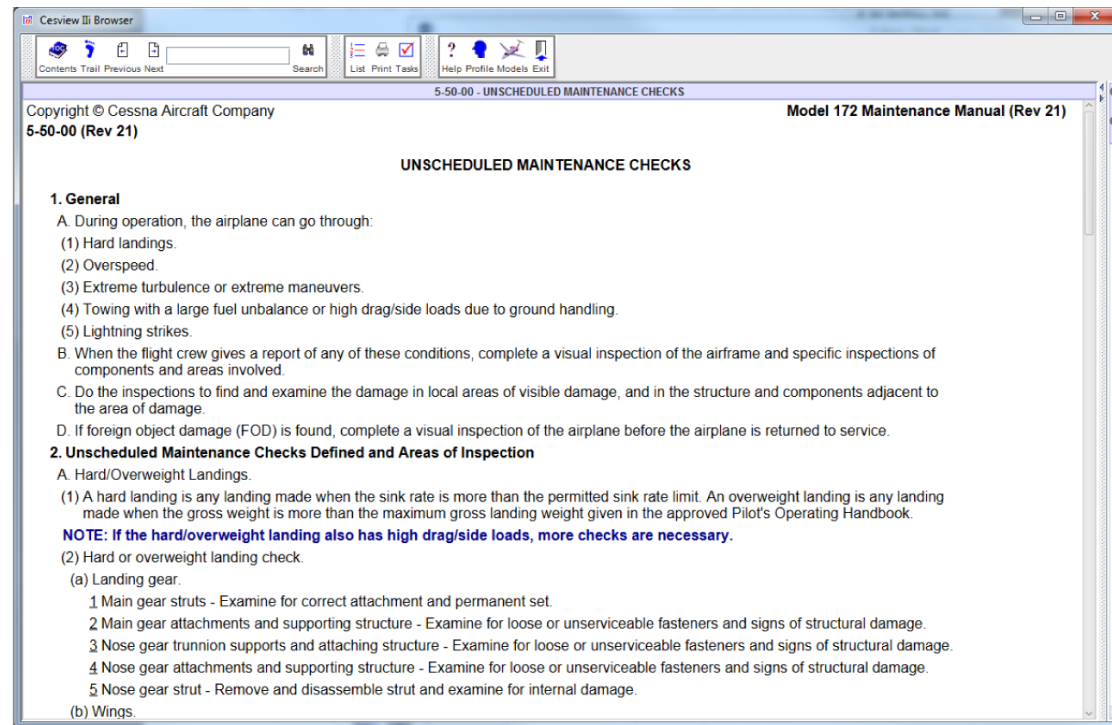 Cesview IIi Browser
Contents Trail Previous Next Search List Print Tasks Help Profile Models Exit
5-50-00 - UNSCHEDULED MAINTENANCE CHECKS
Copyright © Cessna Aircraft Company Model 172 Maintenance Manual (Rev 21)
5-50-00 (Rev 21)
UNSCHEDULED MAINTENANCE CHECKS
1. General
A. During operation, the airplane can go through:
(1) Hard landings.
(2) Overspeed.
(3) Extreme turbulence or extreme maneuvers.
(4) Towing with a large fuel unbalance or high drag/side loads due to ground handling.
(5) Lightning strikes.
B. When the flight crew gives a report of any of these conditions, complete a visual inspection of the airframe and specific inspections of
components and areas involved.
C. Do the inspections to find and examine the damage in local areas of visible damage, and in the structure and components adjacent to
the area of damage.
D. If foreign object damage (FOD) is found, complete a visual inspection of the airplane before the airplane is returned to service.
2. Unscheduled Maintenance Checks Defined and Areas of Inspection
A. Hard/Overweight Landings.
(1) A hard landing is any landing made when the sink rate is more than the permitted sink rate limit. An overweight landing is any landing
made when the gross weight is more than the maximum gross landing weight given in the approved Pilot's Operating Handbook.
NOTE: If the hard/overweight landing also has high drag/side loads, more checks are necessary.
(2) Hard or overweight landing check.
(a) Landing gear.
1 Main gear struts - Examine for correct attachment and permanent set.
2 Main gear attachments and supporting structure - Examine for loose or unserviceable fasteners and signs of structural damage.
3 Nose gear trunnion supports and attaching structure - Examine for loose or unserviceable fasteners and signs of structural damage.
4 Nose gear attachments and supporting structure - Examine for loose or unserviceable fasteners and signs of structural damage.
5 Nose gear strut - Remove and disassemble strut and examine for internal damage.
(b) Wings.